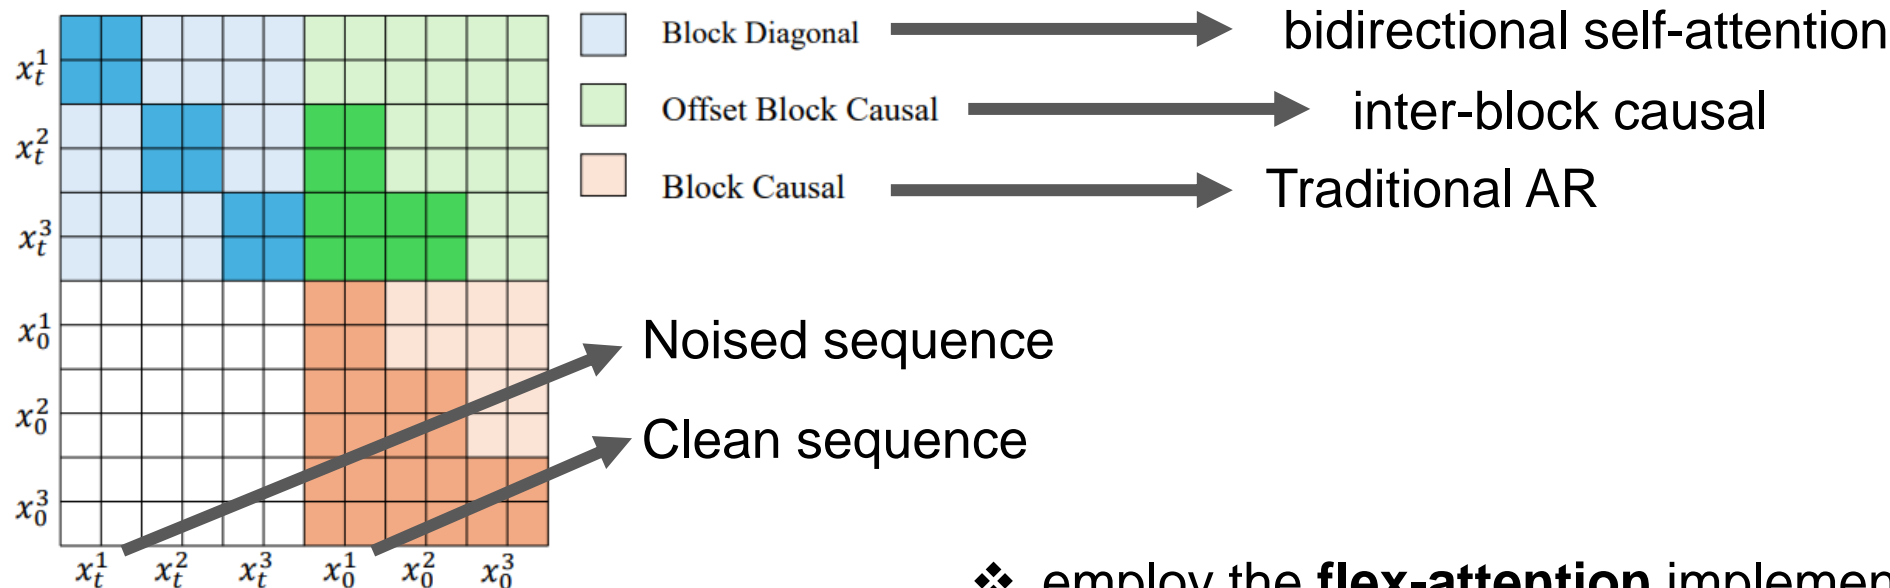 Block Diagonal
bidirectional self-attention
Offset Block Causal
inter-block causal
Block Causal
Traditional AR
x_t^1
x_t^2
x_t^3
x_0^1
x_0^2
x_0^3
Noised sequence
Clean sequence
x_t^1 x_t^2 x_t^3 x_0^1 x_0^2 x_0^3
❖ employ the flex-attention implemen